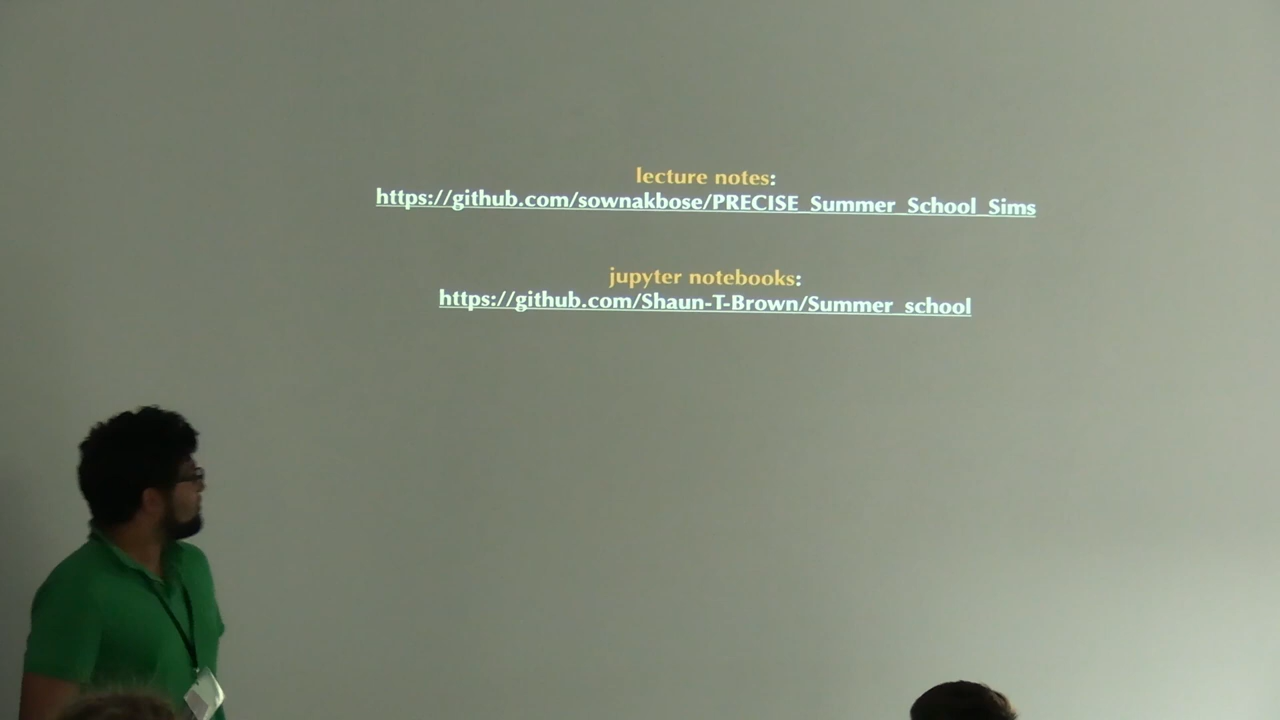 lecture notes:
https://github.com/sownakbose/PRECISE_Summer_School_Sims
jupyter notebooks:
https://github.com/Shaun-T-Brown/Summer_school